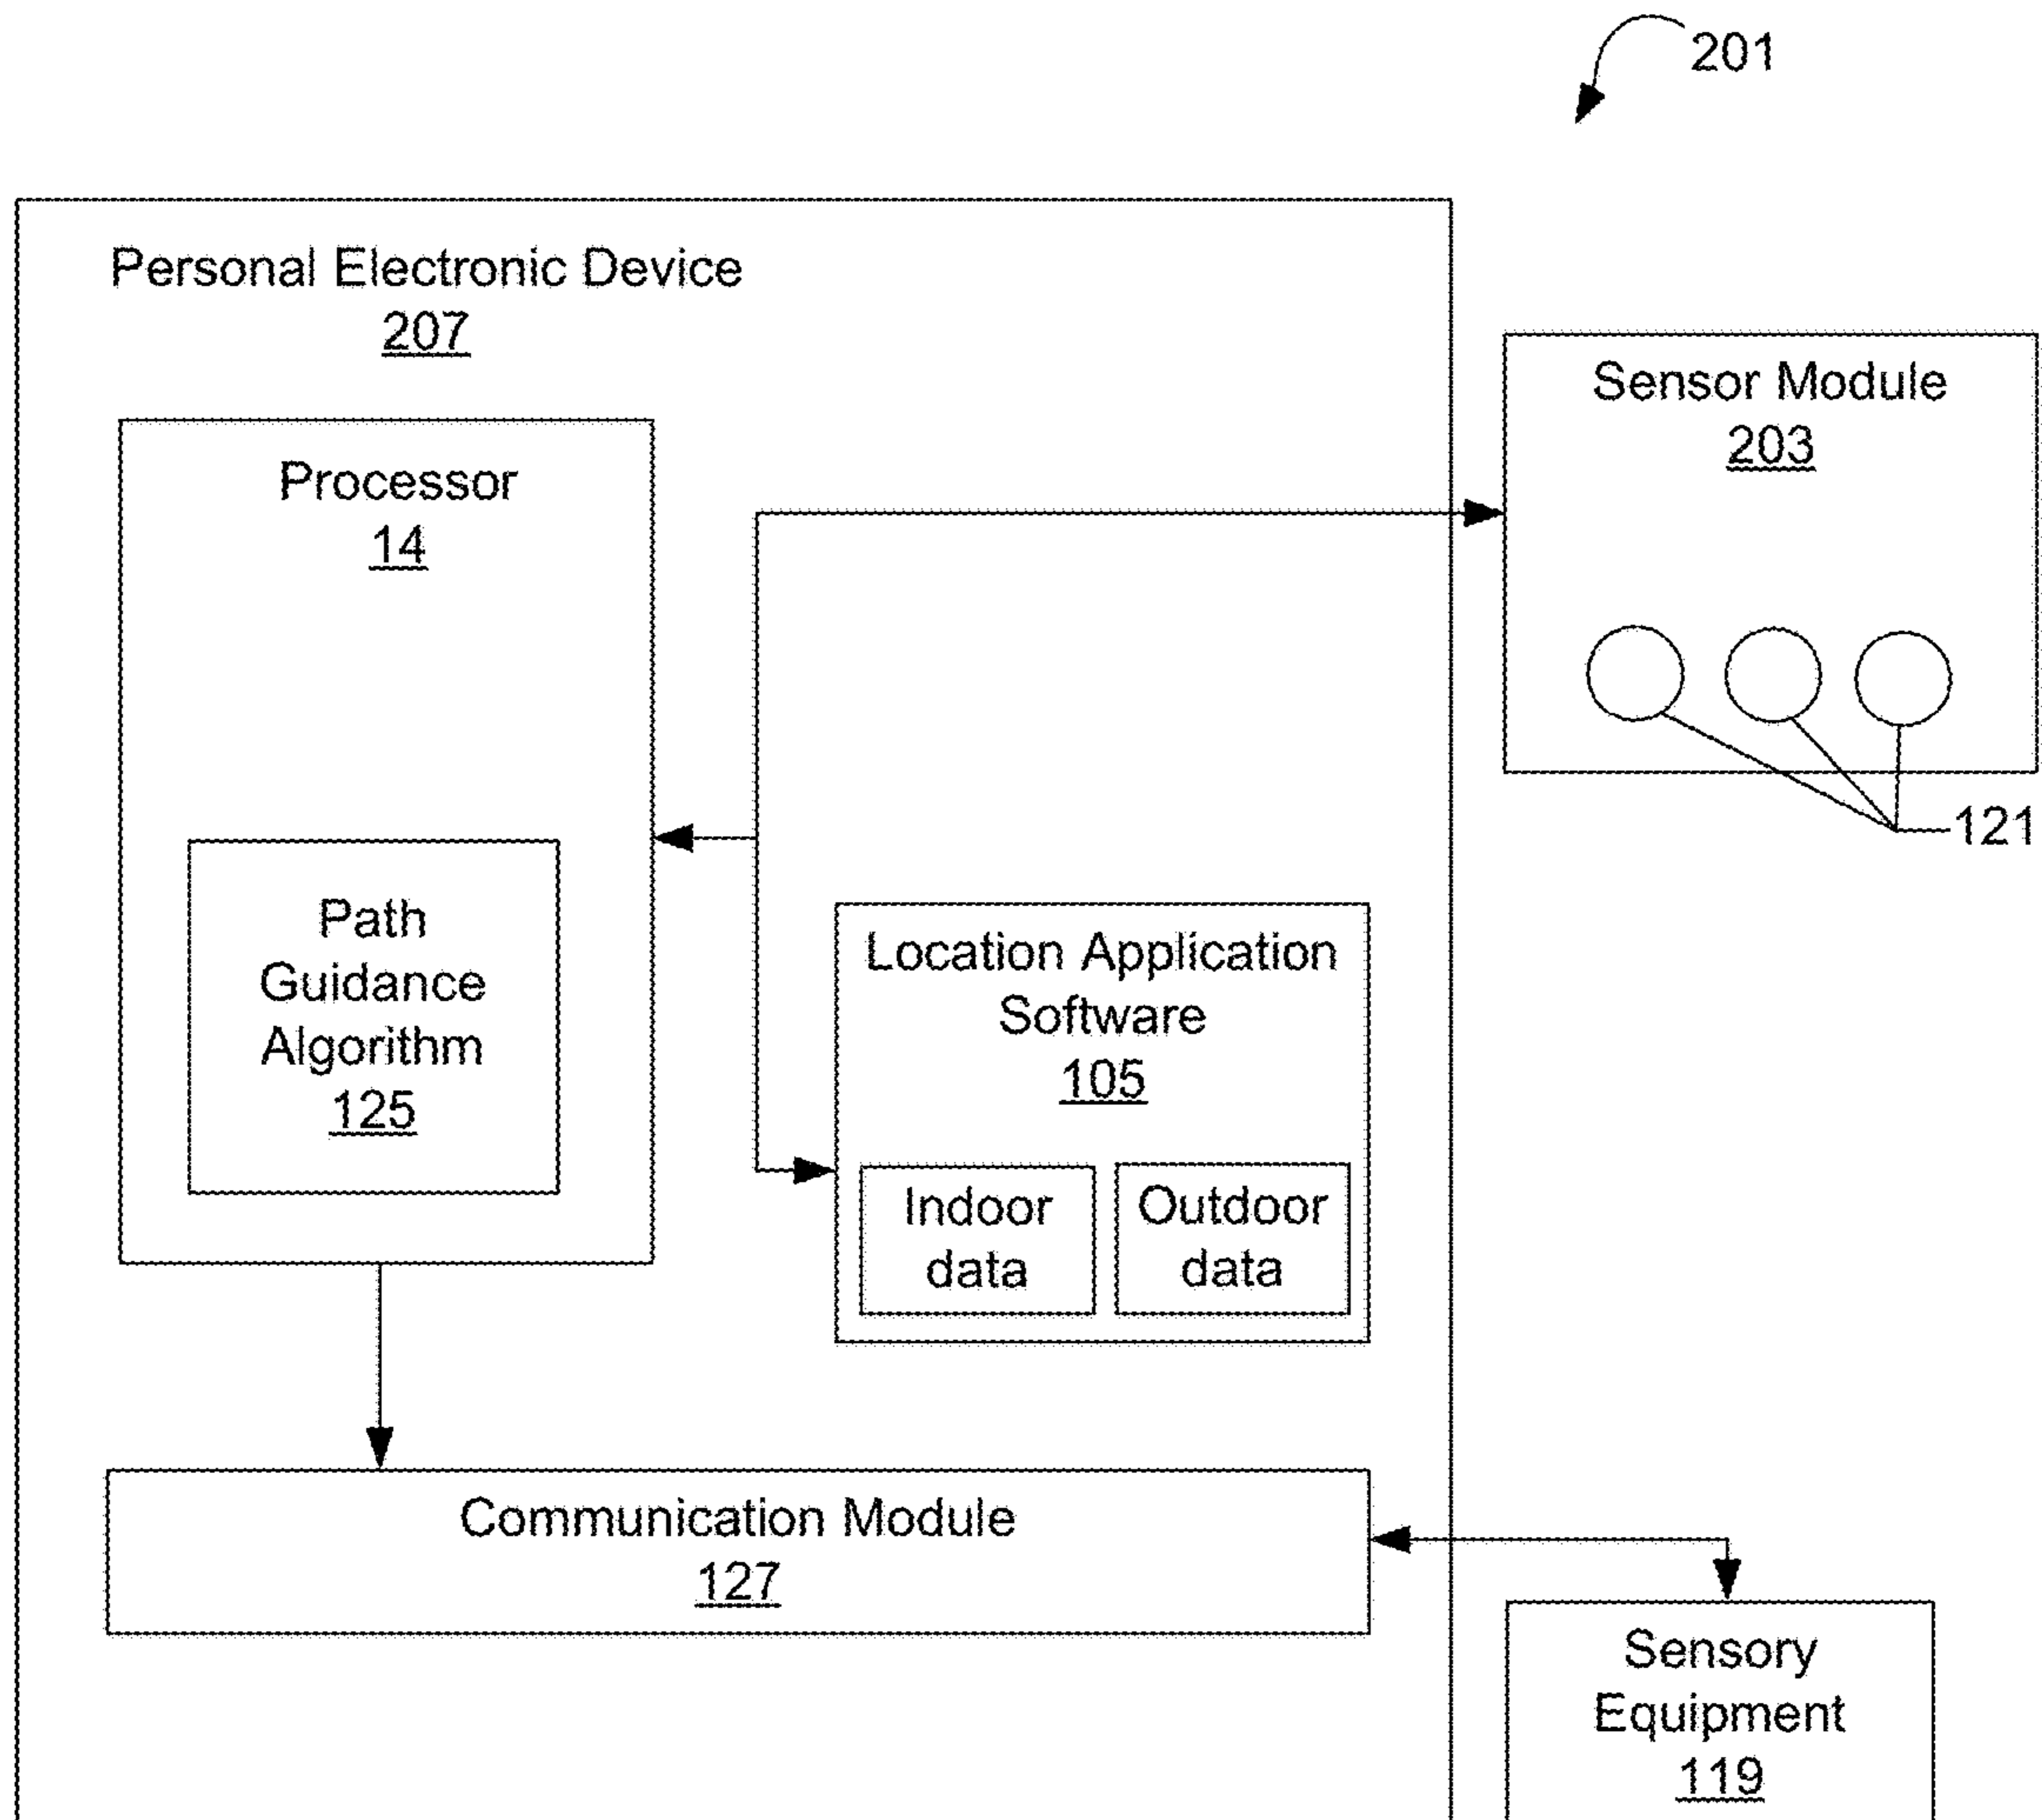 201
Personal Electronic Device
207
Sensor Module
203
121
Processor
14
Path
Guidance
Algorithm
125
Location Application
Software
105
Indoor
data
Outdoor
data
Communication Module
127
Sensory
Equipment
119